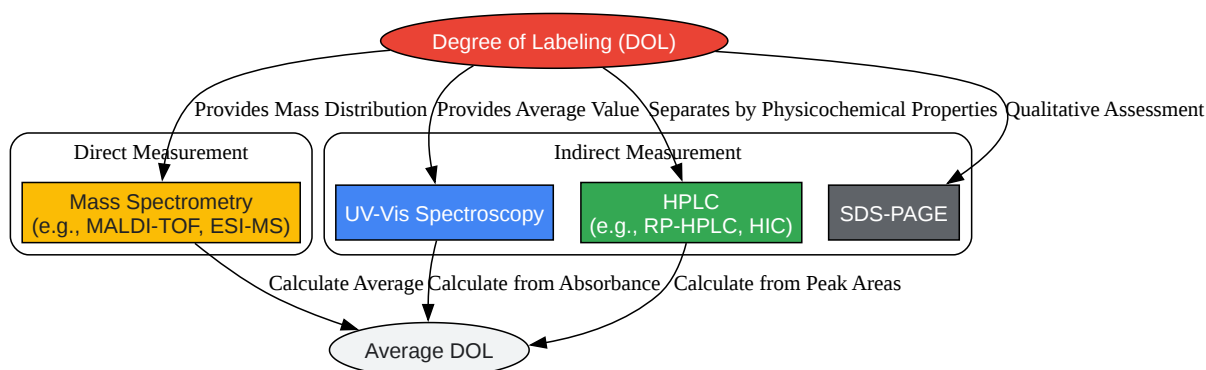 Degree of Labeling (DOL)
Provides Mass Distribution
Provides Average Value
Separates by Physicochemical Properties
Qualitative Assessment
Direct Measurement
Indirect Measurement
Mass Spectrometry
(e.g., MALDI-TOF, ESI-MS)
UV-Vis Spectroscopy
HPLC
(e.g., RP-HPLC, HIC)
SDS-PAGE
Calculate Average
Calculate from Absorbance
Calculate from Peak Areas
Average DOL